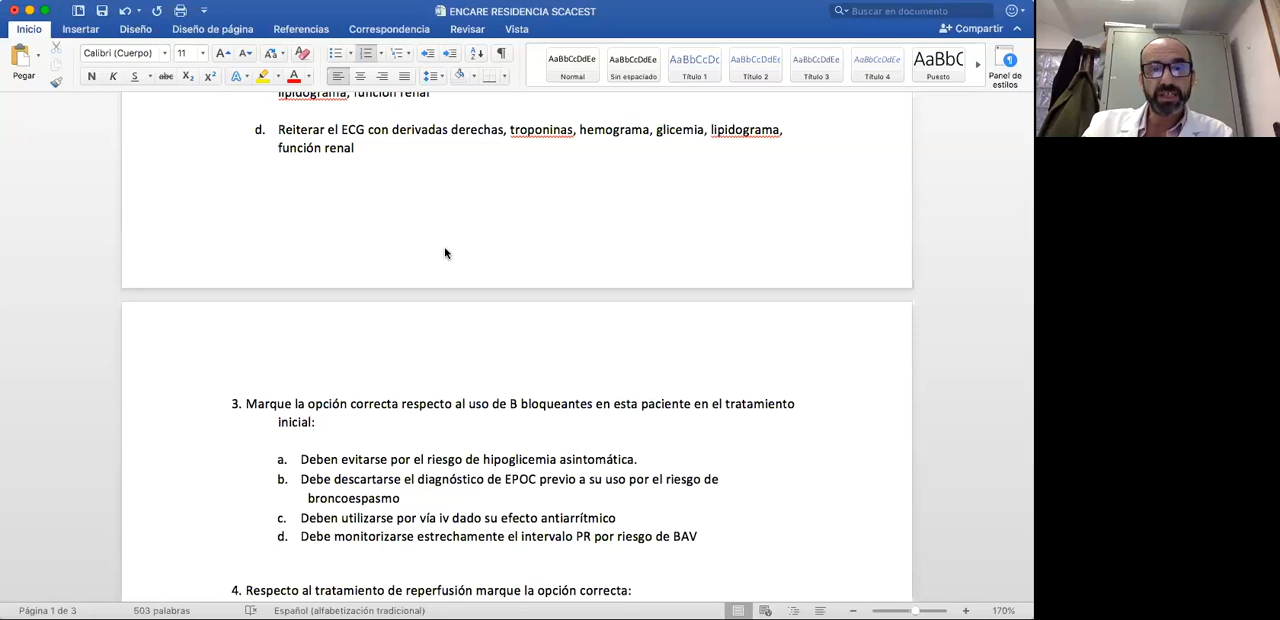 ENCARE RESIDENCIA SCACEST
Buscar en documento
Inicio Insertar Diseño Diseño de página Referencias Correspondencia Revisar Vista
Compartir
Pegar
Calibri (Cuerpo) 11
N K S abc X₂ X²
AaBbCcDdEe AaBbCcDdEe AaBbCcDc AaBbCcDdEe AaBbCcDdEe AaBbCcDdEe AaBbC
Normal Sin espaciado Título 1 Título 2 Título 3 Título 4 Puesto
Panel de
estilos
lipidograma, función renal
d. Reiterar el ECG con derivadas derechas, troponinas, hemograma, glicemia, lipidograma,
función renal
3. Marque la opción correcta respecto al uso de B bloqueantes en esta paciente en el tratamiento
inicial:
a. Deben evitarse por el riesgo de hipoglicemia asintomática.
b. Debe descartarse el diagnóstico de EPOC previo a su uso por el riesgo de
broncoespasmo
c. Deben utilizarse por vía iv dado su efecto antiarrítmico
d. Debe monitorizarse estrechamente el intervalo PR por riesgo de BAV
4. Respecto al tratamiento de reperfusión marque la opción correcta:
Página 1 de 3 503 palabras Español (alfabetización tradicional) 170%